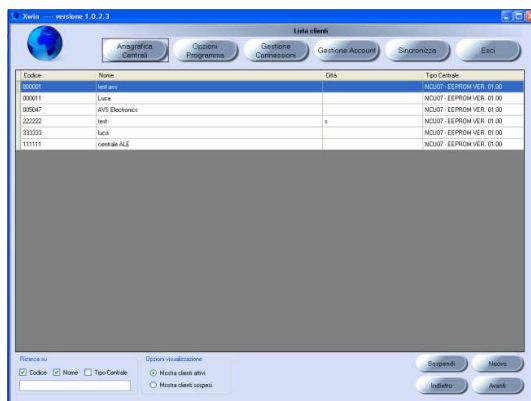 Xwin ---- versione 1.0.2.3
Lista clienti
Anagrafica Centrali
Opzioni Programma
Gestione Connessioni
Gestione Account
Sincronizza
Esci
Codice Nome Città Tipo Centrale
000001 test avs NCU07 - EEPROM VER. 01.00
000011 Luca NCU07 - EEPROM VER. 01.00
005047 AVS Electronics NCU07 - EEPROM VER. 01.00
222222 test s NCU07 - EEPROM VER. 01.00
333333 luca NCU07 - EEPROM VER. 01.00
111111 centrale ALE NCU07 - EEPROM VER. 01.00
Ricerca su
Codice Nome Tipo Centrale
Opzioni visualizzazione
Mostra clienti attivi
Mostra clienti sospesi
Sospendi Nuovo
Indietro Avanti